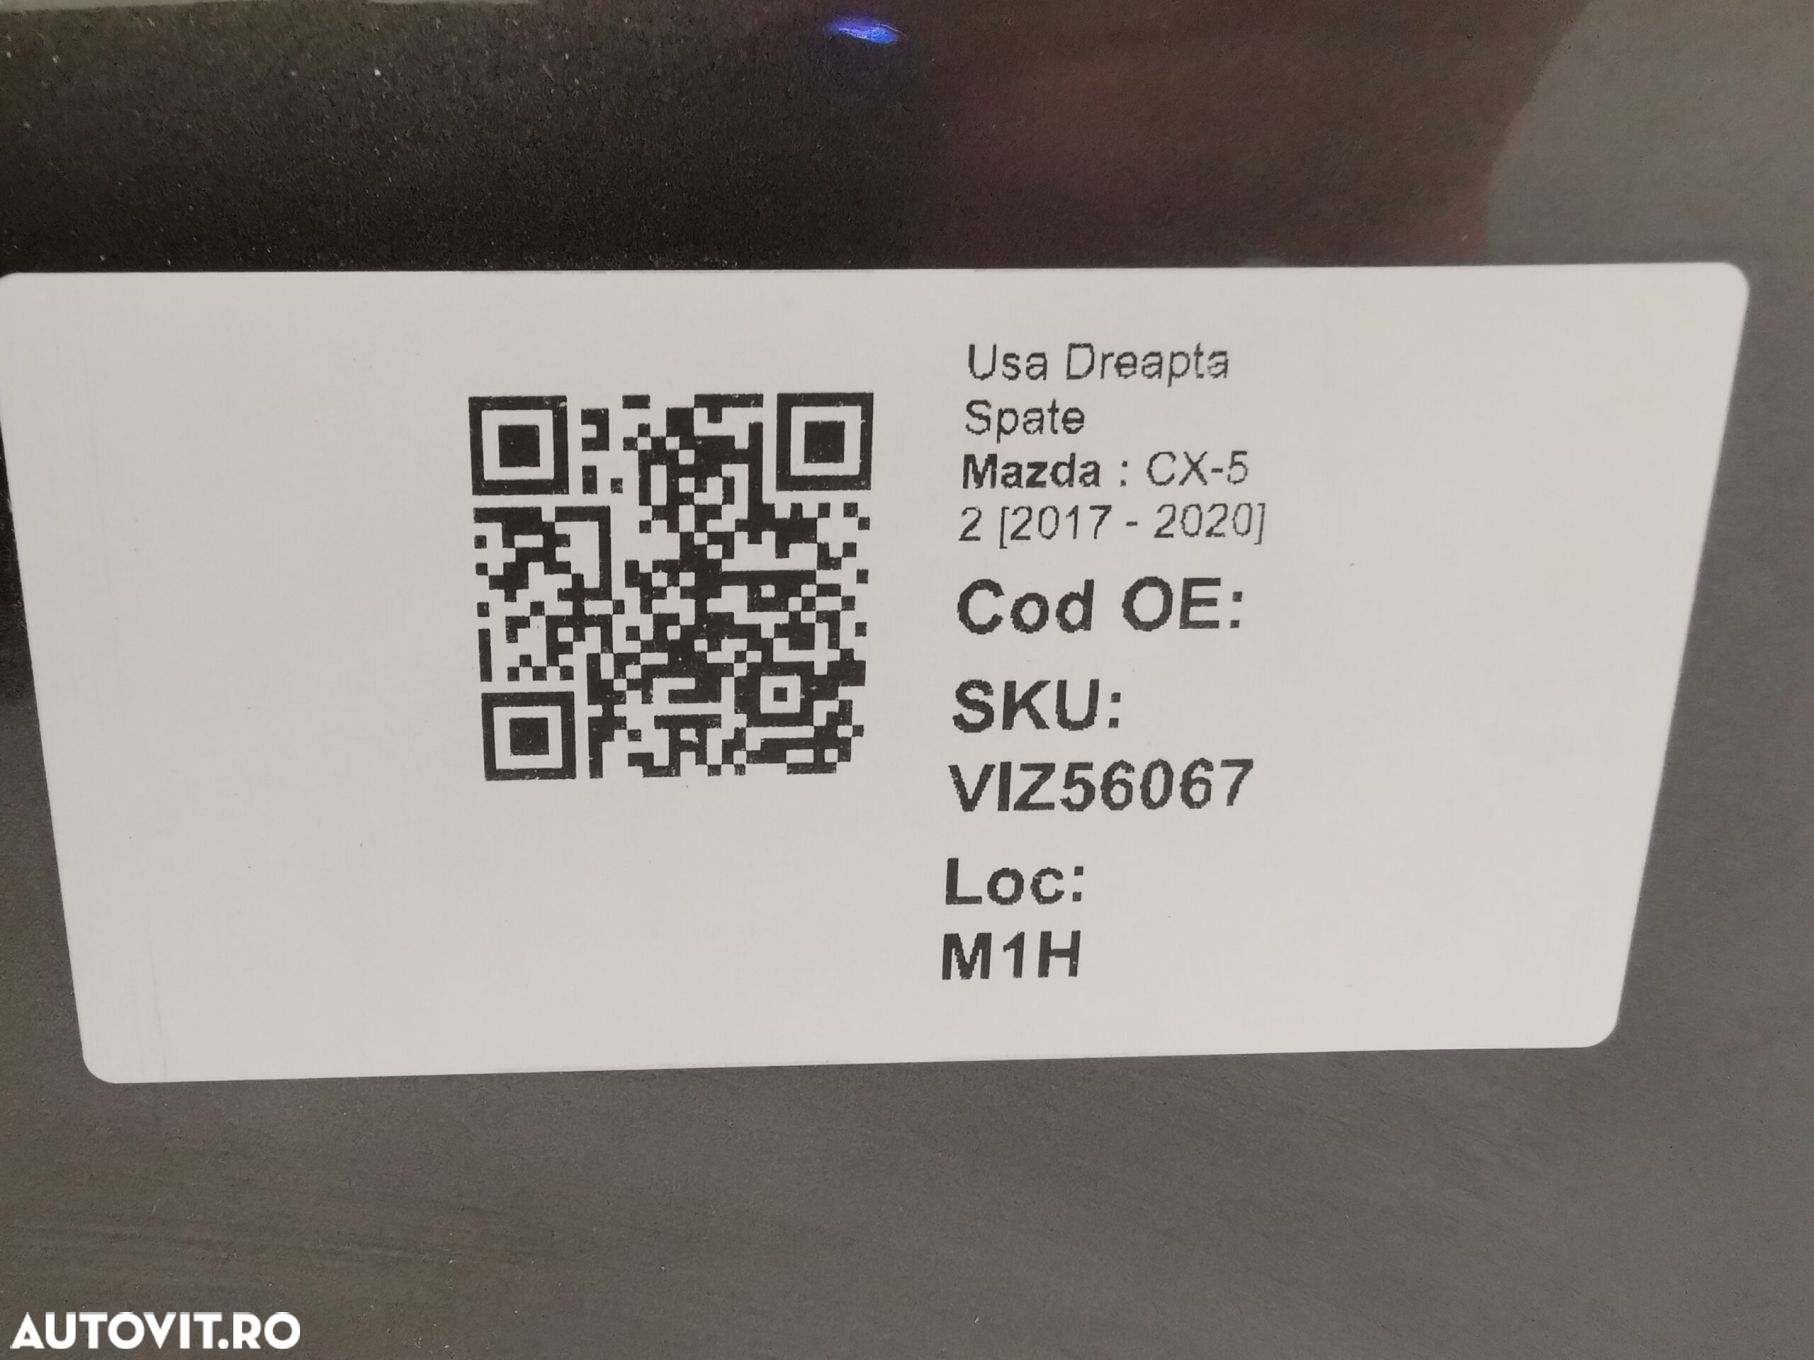 Usa Dreapta
Spate
Mazda : CX-5
2 [2017 - 2020]
Cod OE:
SKU:
VIZ56067
Loc:
M1H
AUTOVIT.RO